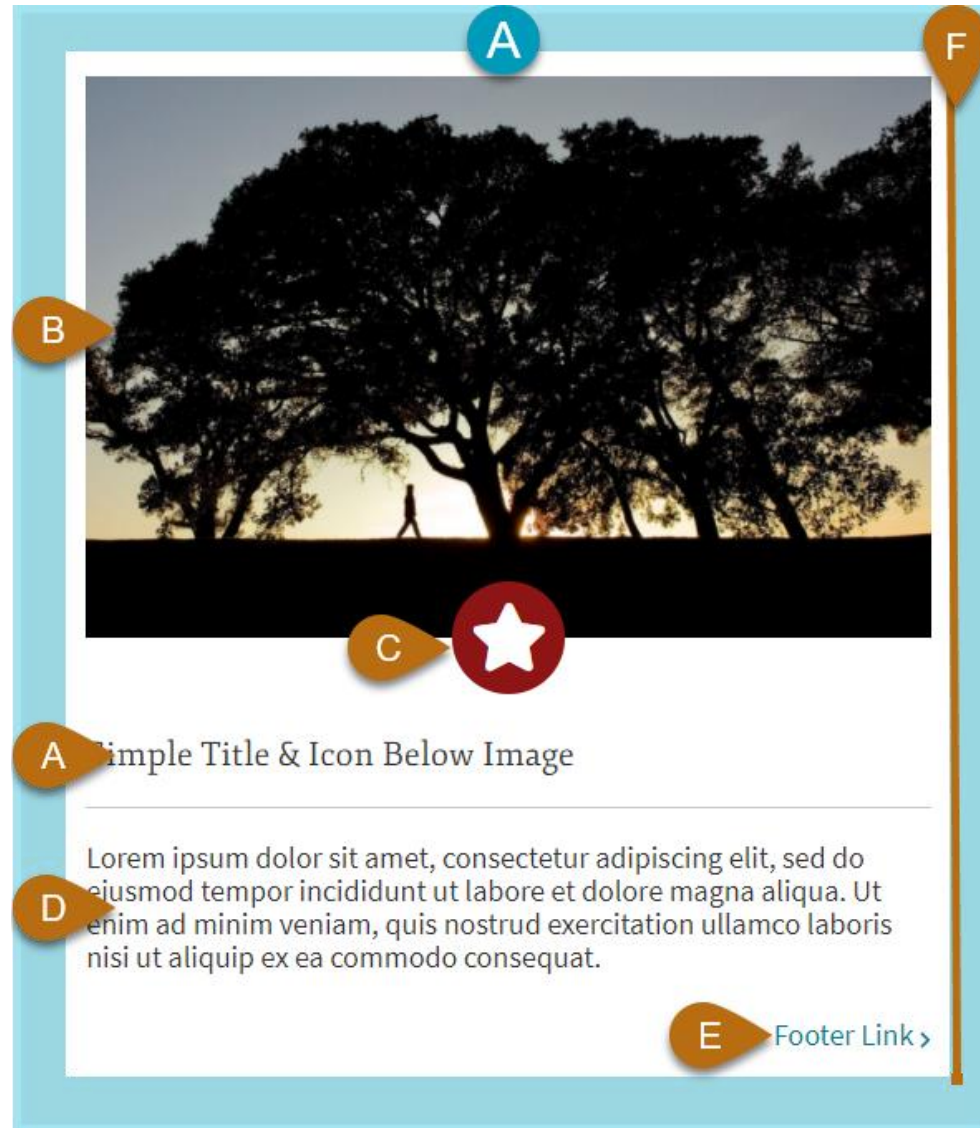 A
F
B
C
A Simple Title & Icon Below Image
Lorem ipsum dolor sit amet, consectetur adipiscing elit, sed do
eiusmod tempor incididunt ut labore et dolore magna aliqua. Ut
D
enim ad minim veniam, quis nostrud exercitation ullamco laboris
nisi ut aliquip ex ea commodo consequat.
E Footer Link >